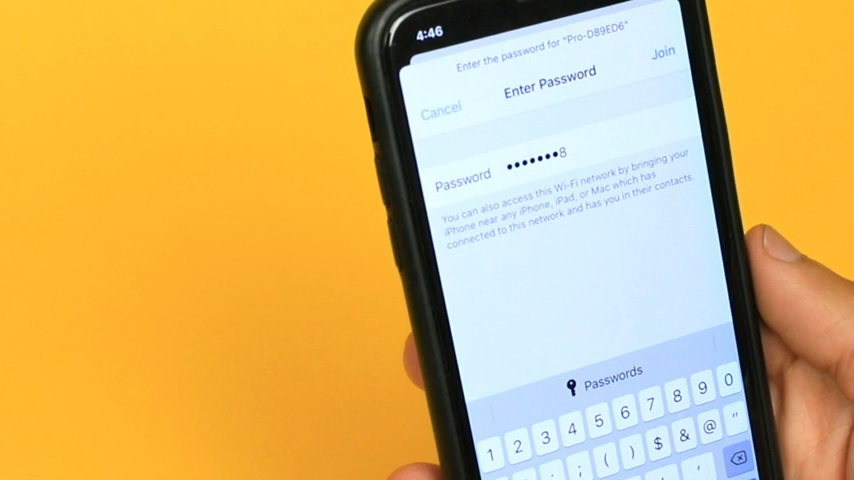 4:46
Enter the password for "Pro-D89ED6"
Cancel Enter Password Join
Password •••••••8
You can also access this Wi-Fi network by bringing your
iPhone near any iPhone, iPad, or Mac which has
connected to this network and has you in their contacts.
Passwords
1 2 3 4 5 6 7 8 9 0
; ( ) $ & @ "